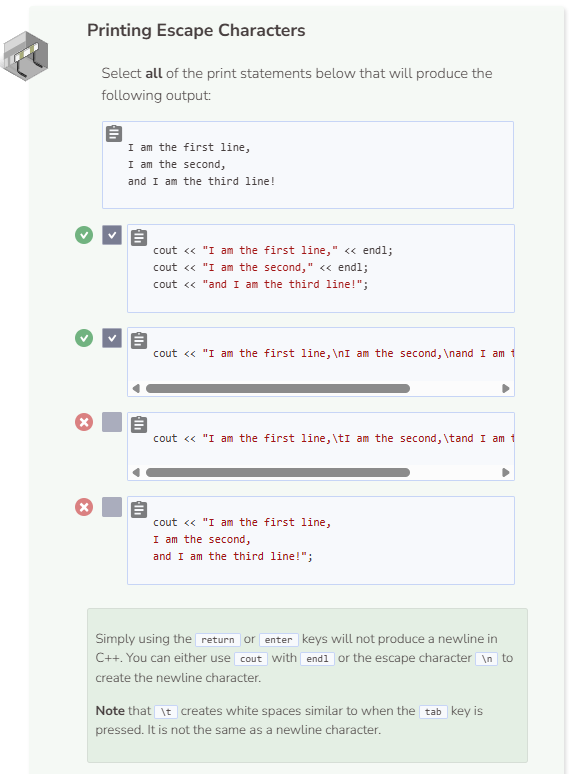 Printing Escape Characters
Select all of the print statements below that will produce the
following output:
I am the first line,
I am the second,
and I am the third line!
cout << "I am the first line," << endl;
cout << "I am the second," << endl;
cout << "and I am the third line!";
cout << "I am the first line,\nI am the second,\nand I am t
cout << "I am the first line,\tI am the second,\tand I am t
cout << "I am the first line,
I am the second,
and I am the third line!";
Simply using the return or enter keys will not produce a newline in
C++. You can either use cout with endl or the escape character \n to
create the newline character.
Note that \t creates white spaces similar to when the tab key is
pressed. It is not the same as a newline character.